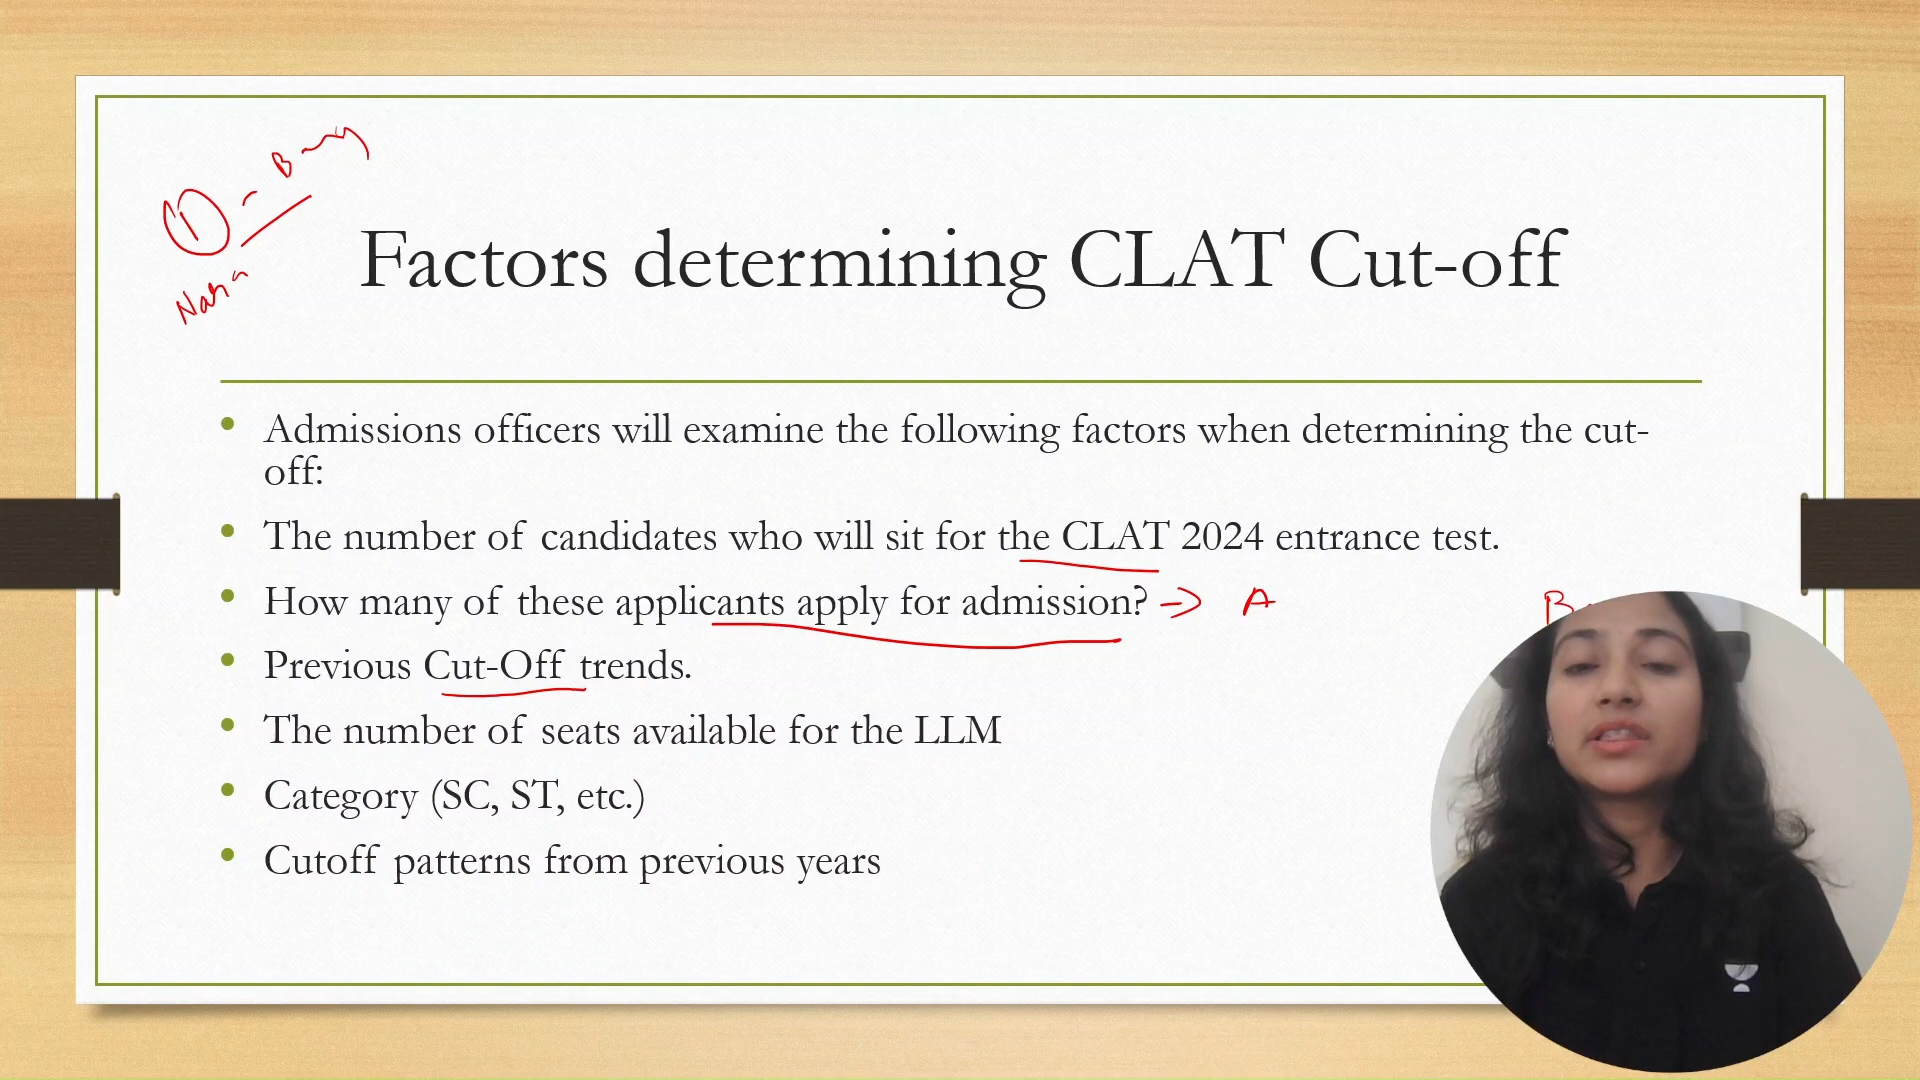 Factors determining CLAT Cut-off
Admissions officers will examine the following factors when determining the cut-
off:
The number of candidates who will sit for the CLAT 2024 entrance test.
How many of these applicants apply for admission? → A
Previous Cut-Off trends.
The number of seats available for the LLM
Category (SC, ST, etc.)
Cutoff patterns from previous years